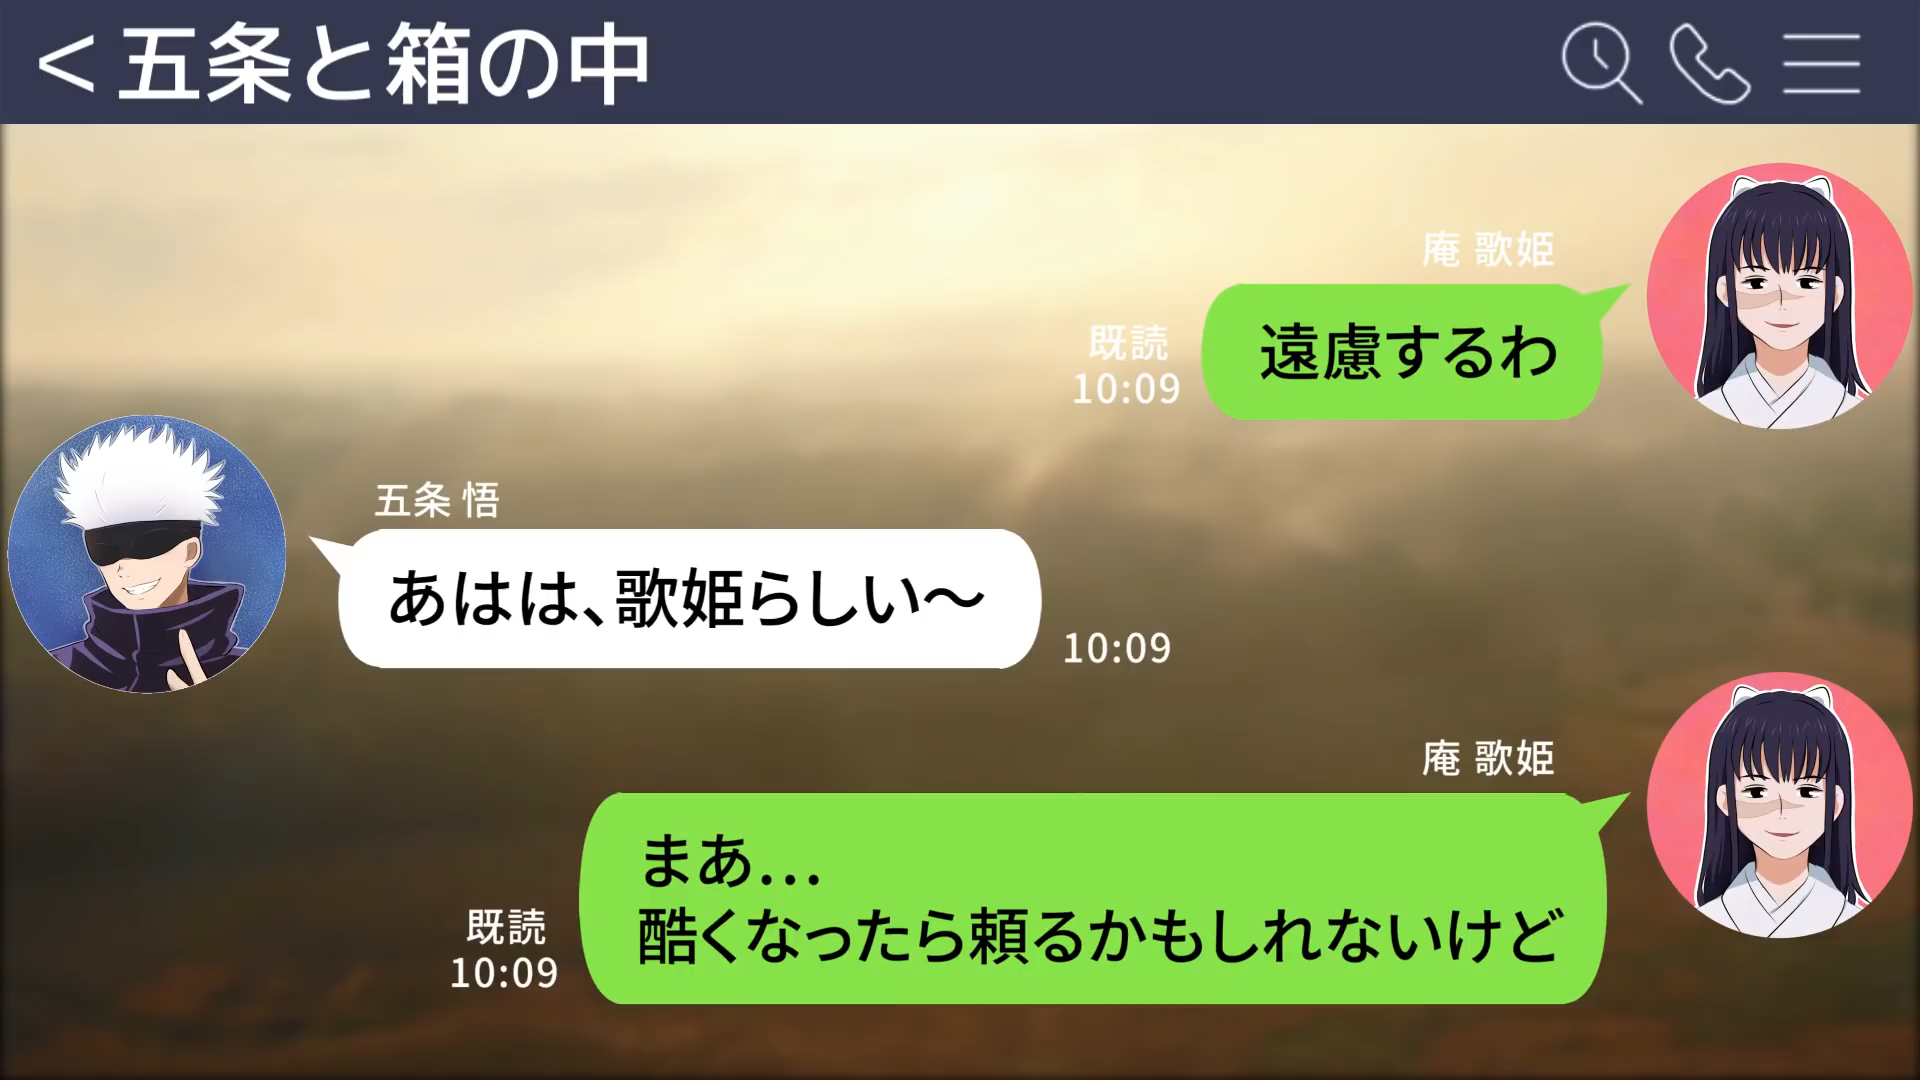 <五条と箱の中
庵 歌姫
遠慮するわ
既読
10:09
五条 悟
あはは、歌姫らしい〜
10:09
庵 歌姫
まあ…
酷くなったら頼るかもしれないけど
既読
10:09